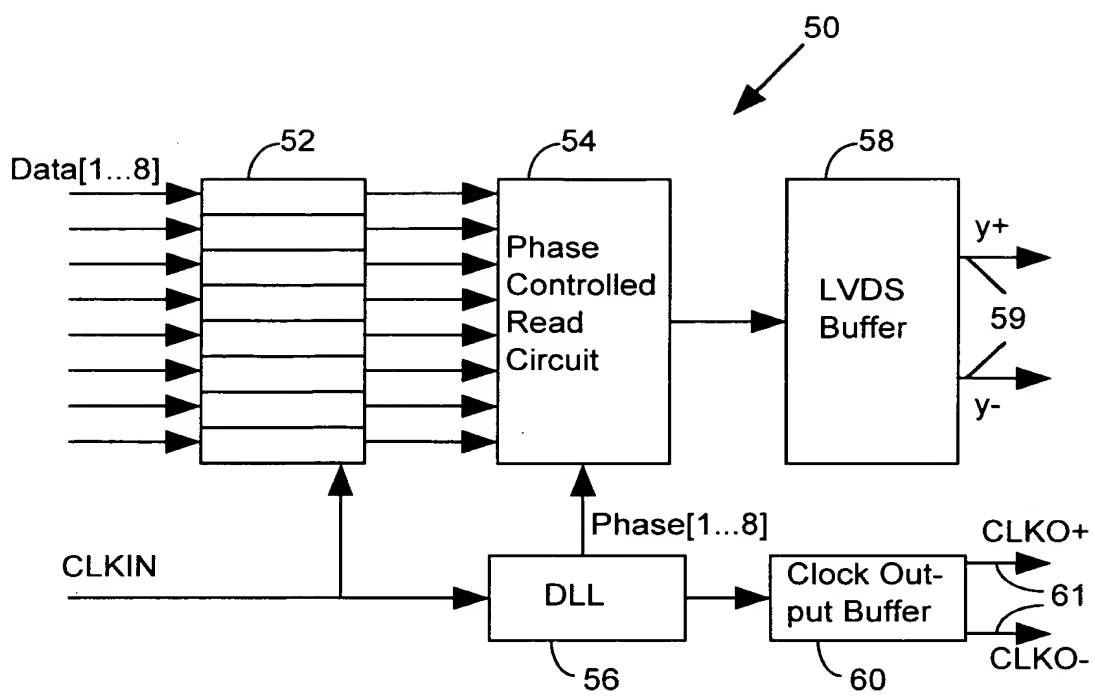 50
52
54
58
Data[1...8]
Phase
Controlled
Read
Circuit
LVDS
Buffer
y+
59
y-
Phase[1...8]
CLKIN
DLL
Clock Out-
put Buffer
CLKO+
61
CLKO-
56
60